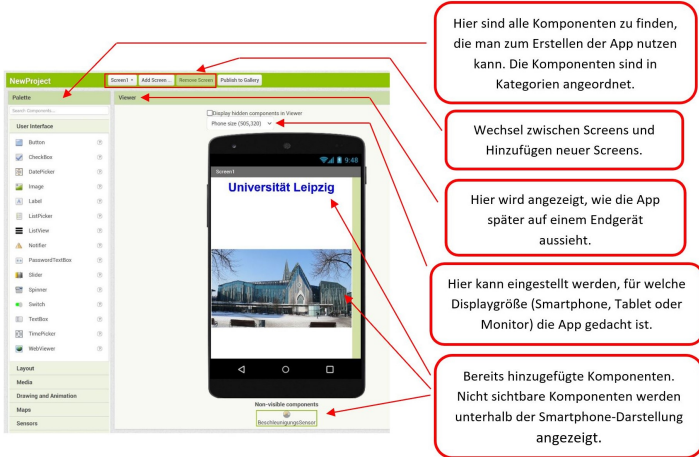 Hier sind alle Komponenten zu finden,
die man zum Erstellen der App nutzen
kann. Die Komponenten sind in
Kategorien angeordnet.
Wechsel zwischen Screens und
Hinzufügen neuer Screens.
Hier wird angezeigt, wie die App
später auf einem Endgerät
aussieht.
Hier kann eingestellt werden, für welche
Displaygröße (Smartphone, Tablet oder
Monitor) die App gedacht ist.
Bereits hinzugefügte Komponenten.
Nicht sichtbare Komponenten werden
unterhalb der Smartphone-Darstellung
angezeigt.
NewProject
Screen1
Add Screen ...
Remove Screen
Publish to Gallery
Palette
Viewer
Search Components...
User Interface
Button
CheckBox
DatePicker
Image
Label
ListPicker
ListView
Notifier
PasswordTextBox
Slider
Spinner
Switch
TextBox
TimePicker
WebViewer
Layout
Media
Drawing and Animation
Maps
Sensors
Display hidden components in Viewer
Phone size (505,320)
9:48
Screen1
Universität Leipzig
Non-visible components
BeschleunigungsSensor